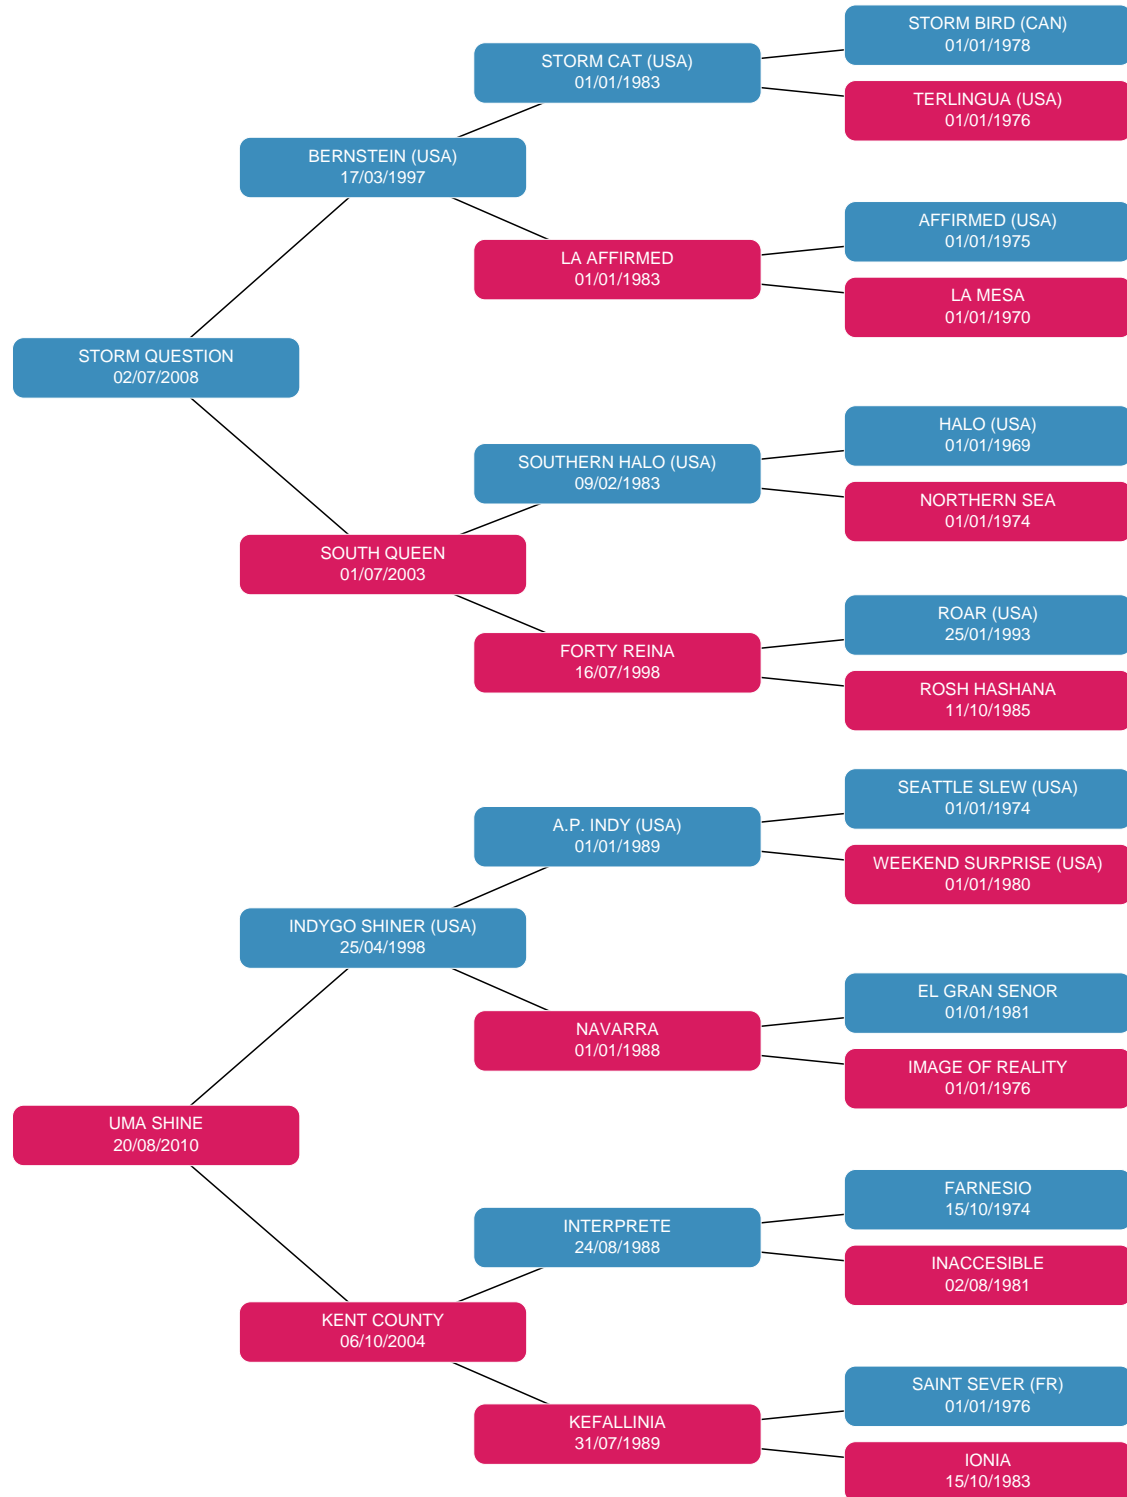 STORM BIRD (CAN)
01/01/1978
STORM CAT (USA)
01/01/1983
TERLINGUA (USA)
01/01/1976
BERNSTEIN (USA)
17/03/1997
AFFIRMED (USA)
01/01/1975
LA AFFIRMED
01/01/1983
LA MESA
01/01/1970
STORM QUESTION
02/07/2008
HALO (USA)
01/01/1969
SOUTHERN HALO (USA)
09/02/1983
NORTHERN SEA
01/01/1974
SOUTH QUEEN
01/07/2003
ROAR (USA)
25/01/1993
FORTY REINA
16/07/1998
ROSH HASHANA
11/10/1985
SEATTLE SLEW (USA)
01/01/1974
A.P. INDY (USA)
01/01/1989
WEEKEND SURPRISE (USA)
01/01/1980
INDYGO SHINER (USA)
25/04/1998
EL GRAN SENOR
01/01/1981
NAVARRA
01/01/1988
IMAGE OF REALITY
01/01/1976
UMA SHINE
20/08/2010
FARNESIO
15/10/1974
INTERPRETE
24/08/1988
INACCESIBLE
02/08/1981
KENT COUNTY
06/10/2004
SAINT SEVER (FR)
01/01/1976
KEFALLINIA
31/07/1989
IONIA
15/10/1983